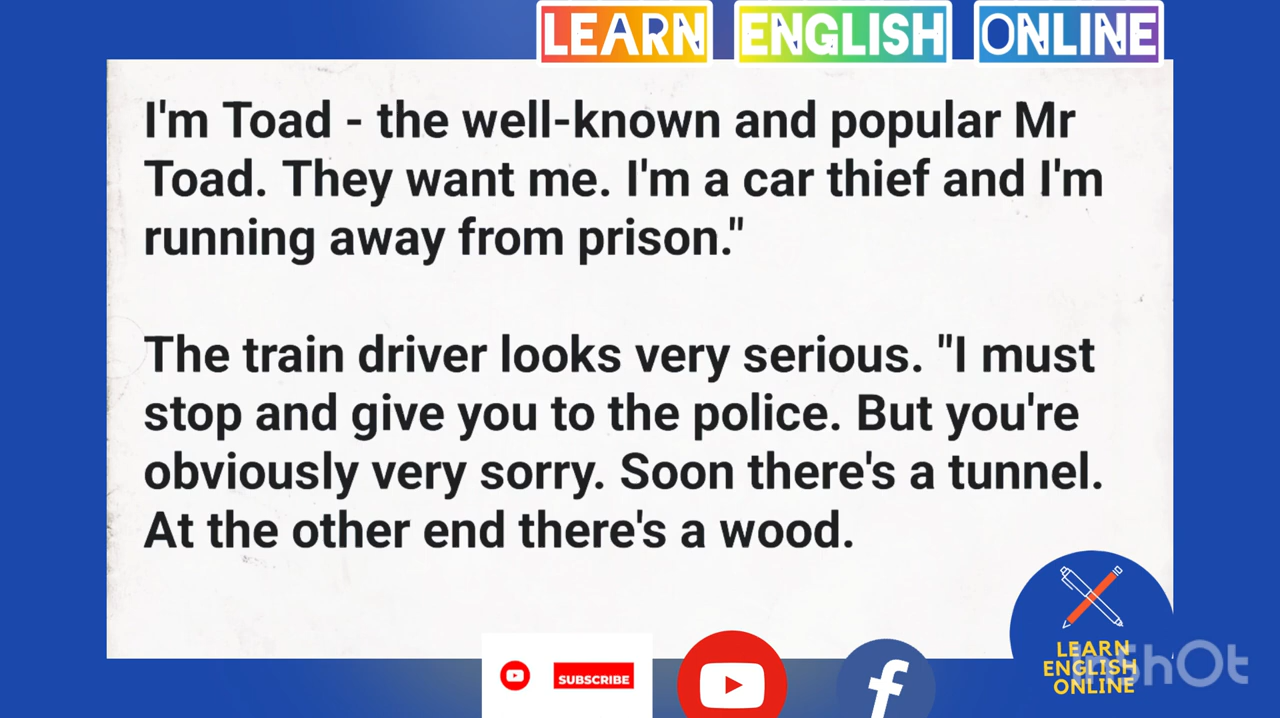 LEARN ENGLISH ONLINE
I'm Toad - the well-known and popular Mr
Toad. They want me. I'm a car thief and I'm
running away from prison."
The train driver looks very serious. "I must
stop and give you to the police. But you're
obviously very sorry. Soon there's a tunnel.
At the other end there's a wood.
SUBSCRIBE
LEARN
ENGLISH
ONLINE
InShOt